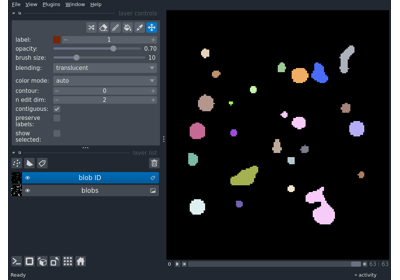 File View Plugins Window Help
layer controls
label: 1
opacity: 0.70
brush size: 10
blending: translucent
color mode: auto
contour: 0
n edit dim: 2
contiguous:
preserve
labels:
show
selected:
layer list
blob ID
blobs
63 63
Ready
activity